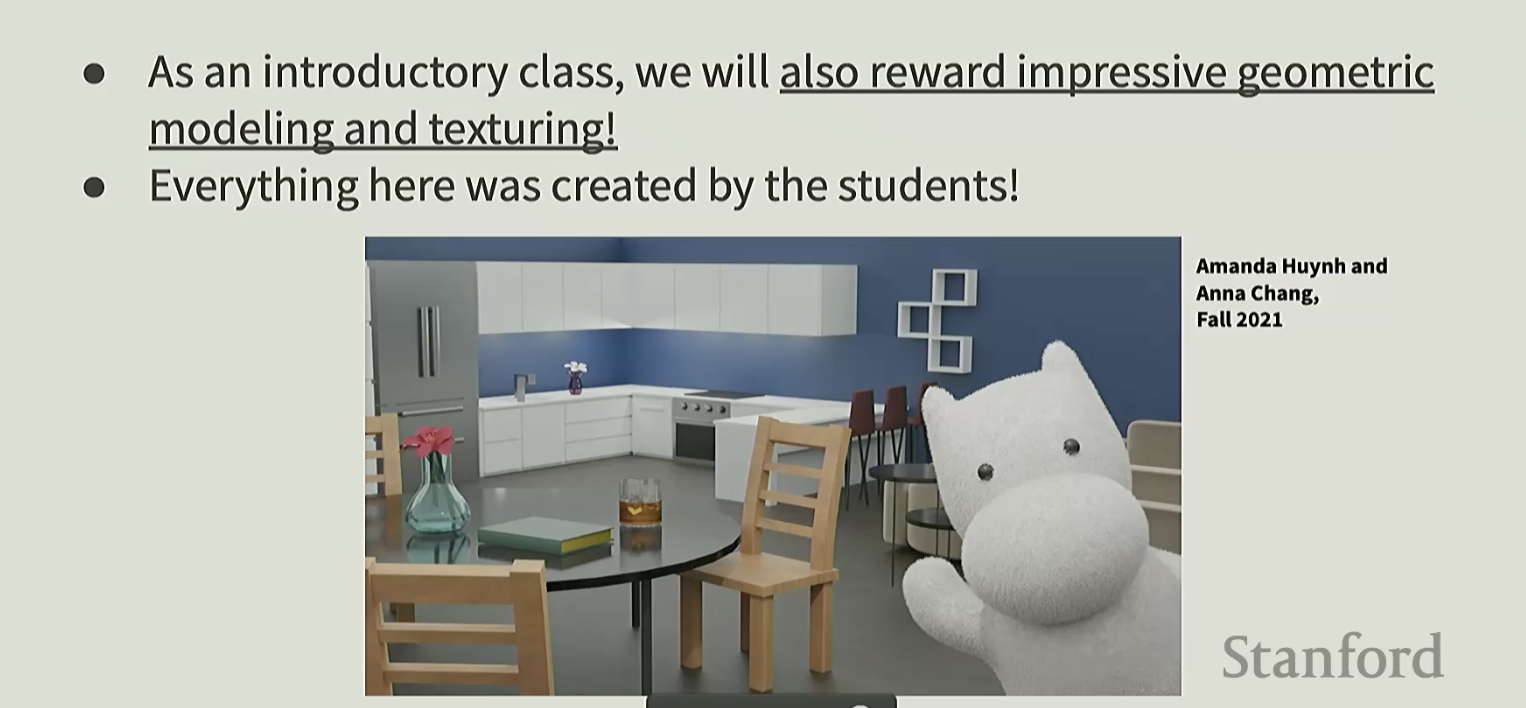 ● As an introductory class, we will also reward impressive geometric
modeling and texturing!
● Everything here was created by the students!
Amanda Huynh and
Anna Chang,
Fall 2021
Stanford